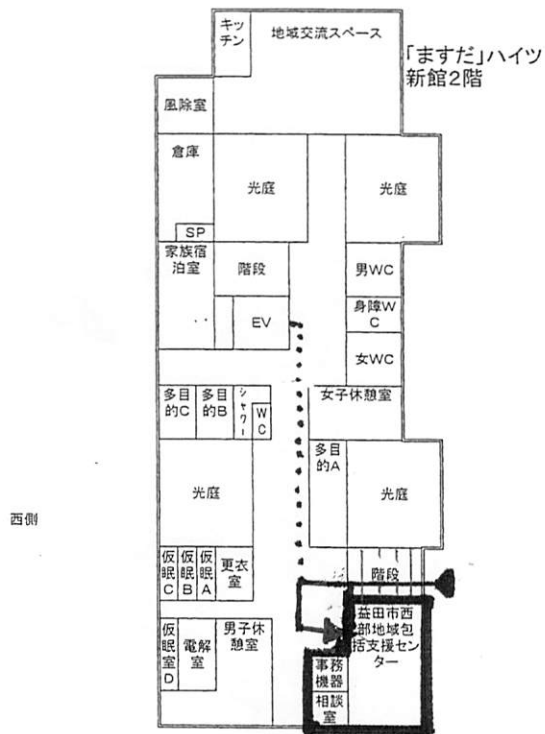 キッ
チン
地域交流スペース
「ますだ」ハイツ
新館2階
風除室
倉庫
光庭
光庭
SP
家族宿
泊室
階段
男WC
EV
身障W
C
女WC
多目
的C
多目
的B
シャワー
W
C
女子休憩室
多目
的A
光庭
光庭
西側
仮
眠
C
仮
眠
B
仮
眠
A
更衣
室
階段
仮
眠
室
D
電解
室
男子休
憩室
益田市西
部地域包
括支援セン
ター
事務
機器
相談
室